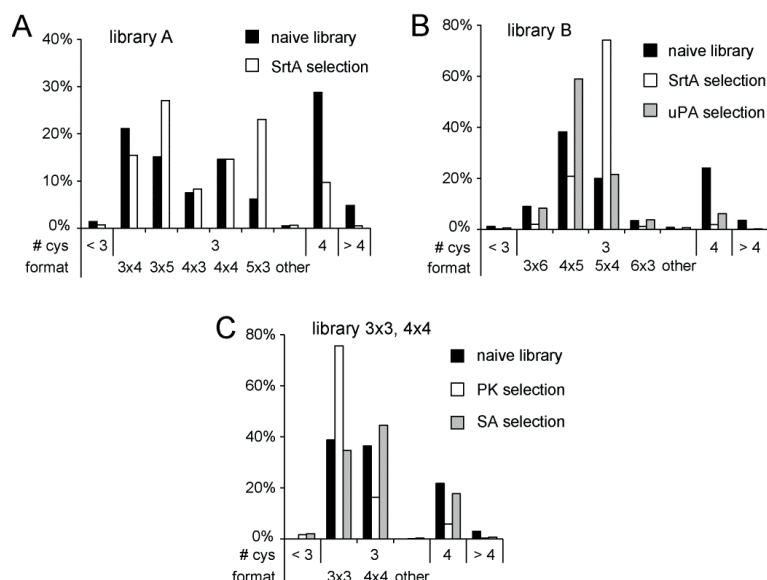 A
library A
40%
30%
20%
10%
0%
naive library
SrtA selection
# cys
< 3
3
4
> 4
format
3x4 3x5 4x3 4x4 5x3 other
B
library B
80%
60%
40%
20%
0%
naive library
SrtA selection
uPA selection
# cys
< 3
3
4
> 4
format
3x6 4x5 5x4 6x3 other
C
library 3x3, 4x4
80%
60%
40%
20%
0%
naive library
PK selection
SA selection
# cys
< 3
3
4
> 4
format
3x3 4x4 other